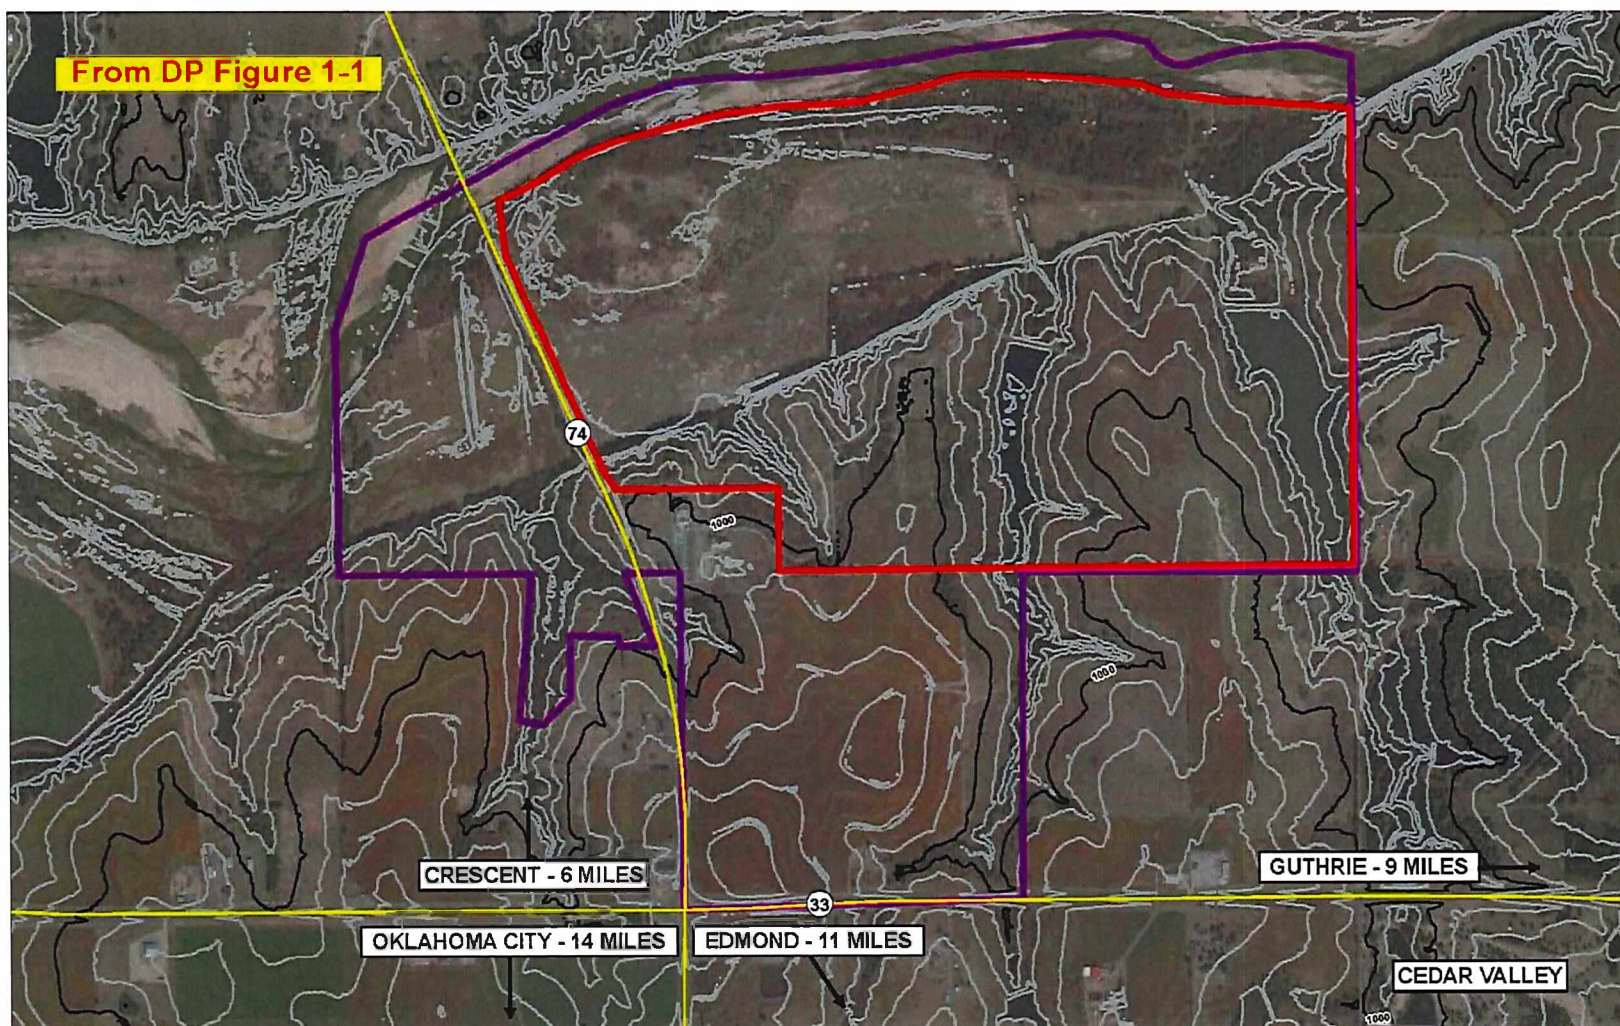 From DP Figure 1-1
74
1000
1000
CRESCENT - 6 MILES
GUTHRIE - 9 MILES
33
OKLAHOMA CITY - 14 MILES
EDMOND - 11 MILES
CEDAR VALLEY
1000